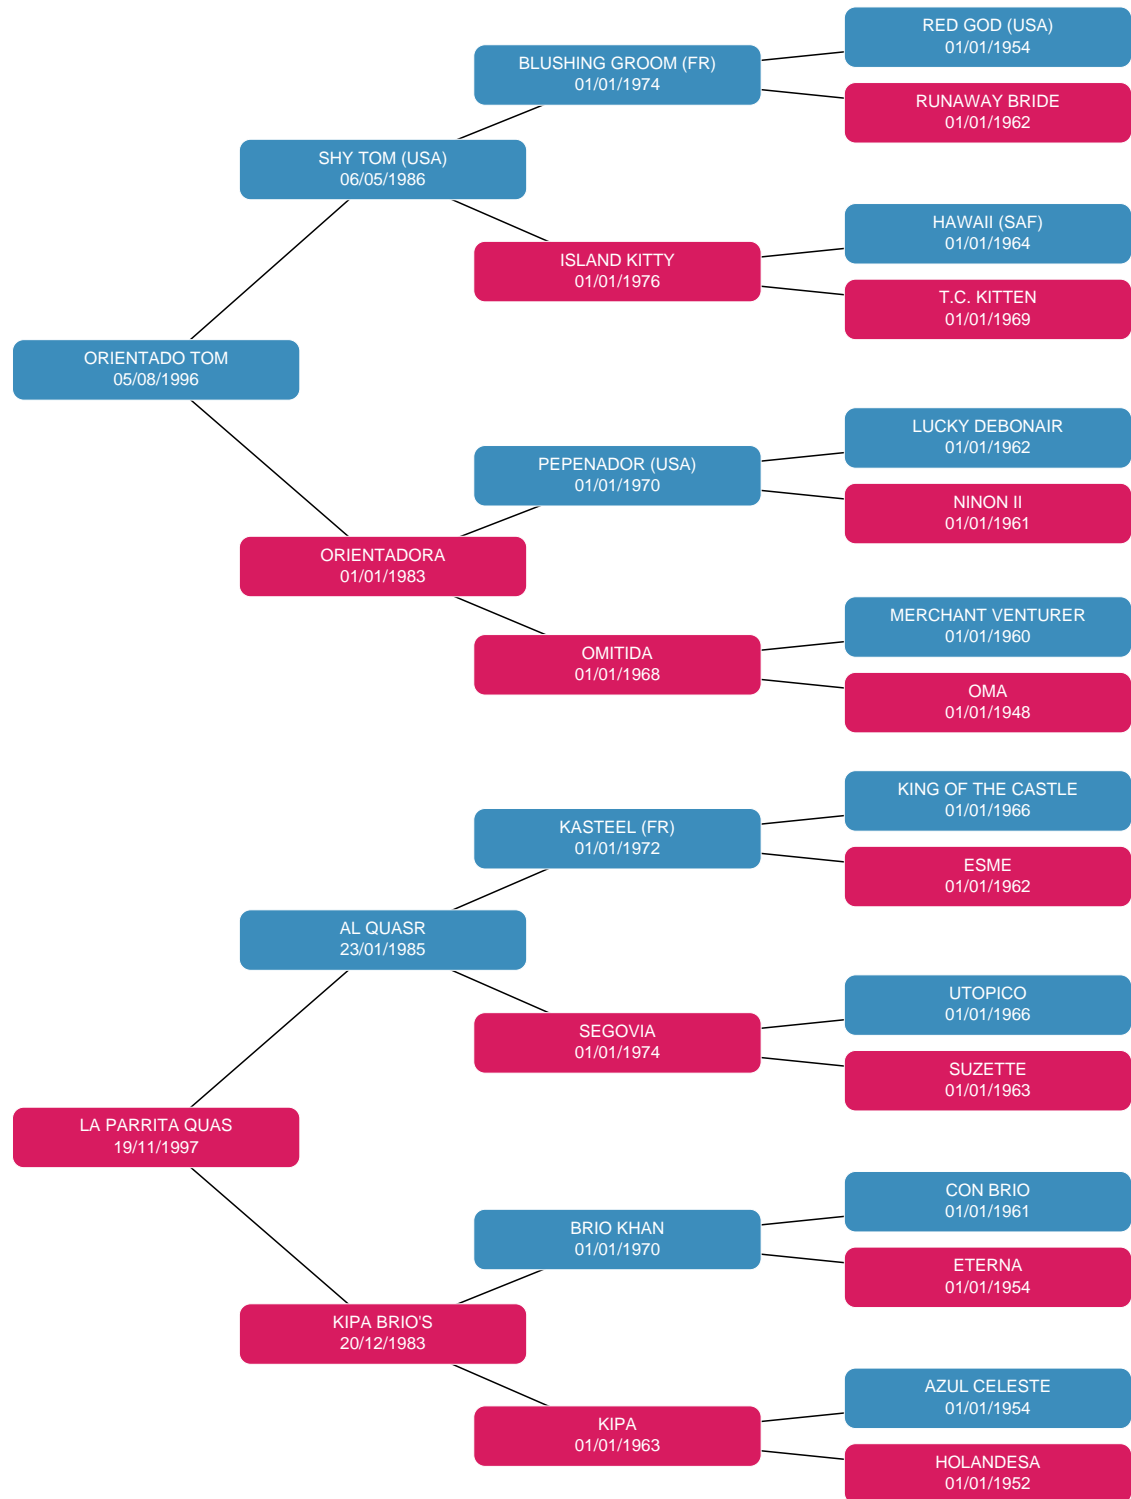 RED GOD (USA)
01/01/1954
BLUSHING GROOM (FR)
01/01/1974
RUNAWAY BRIDE
01/01/1962
SHY TOM (USA)
06/05/1986
HAWAII (SAF)
01/01/1964
ISLAND KITTY
01/01/1976
T.C. KITTEN
01/01/1969
ORIENTADO TOM
05/08/1996
LUCKY DEBONAIR
01/01/1962
PEPENADOR (USA)
01/01/1970
NINON II
01/01/1961
ORIENTADORA
01/01/1983
MERCHANT VENTURER
01/01/1960
OMITIDA
01/01/1968
OMA
01/01/1948
KING OF THE CASTLE
01/01/1966
KASTEEL (FR)
01/01/1972
ESME
01/01/1962
AL QUASR
23/01/1985
UTOPICO
01/01/1966
SEGOVIA
01/01/1974
SUZETTE
01/01/1963
LA PARRITA QUAS
19/11/1997
CON BRIO
01/01/1961
BRIO KHAN
01/01/1970
ETERNA
01/01/1954
KIPA BRIO'S
20/12/1983
AZUL CELESTE
01/01/1954
KIPA
01/01/1963
HOLANDESA
01/01/1952